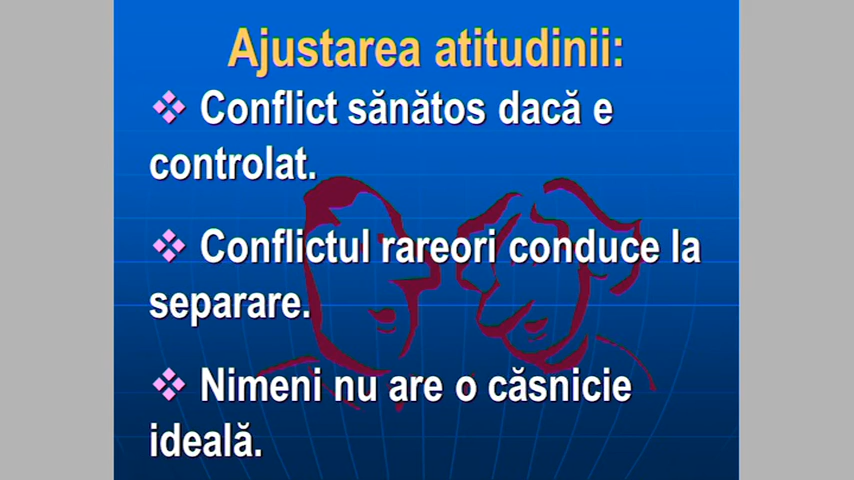 Ajustarea atitudinii:
❖ Conflict sănătos dacă e
controlat.
❖ Conflictul rareori conduce la
separare.
❖ Nimeni nu are o căsnicie
ideală.